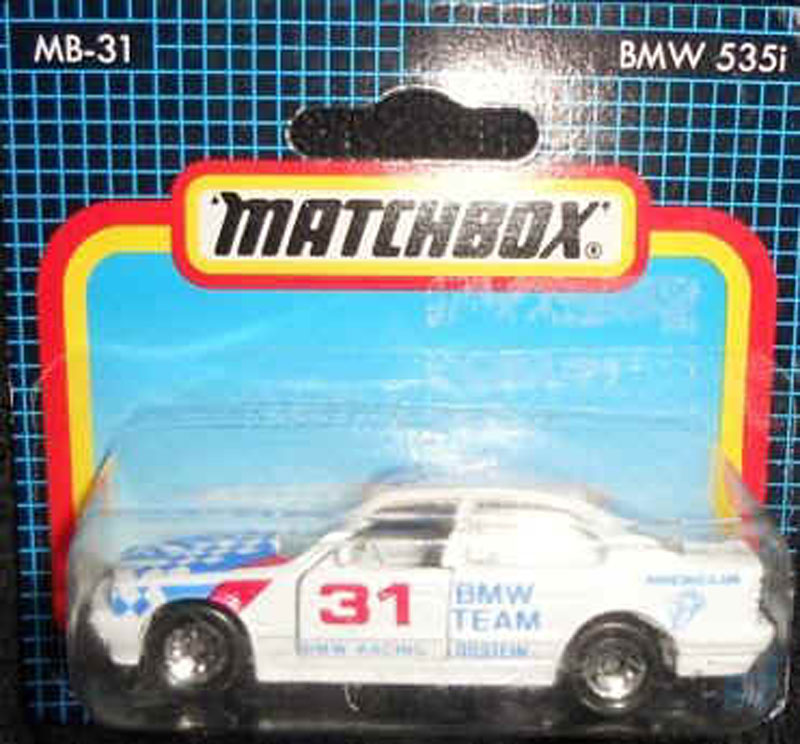 MB-31
BMW 535i
'MATCHBOX'®
31
BMW
TEAM
BMW RACING